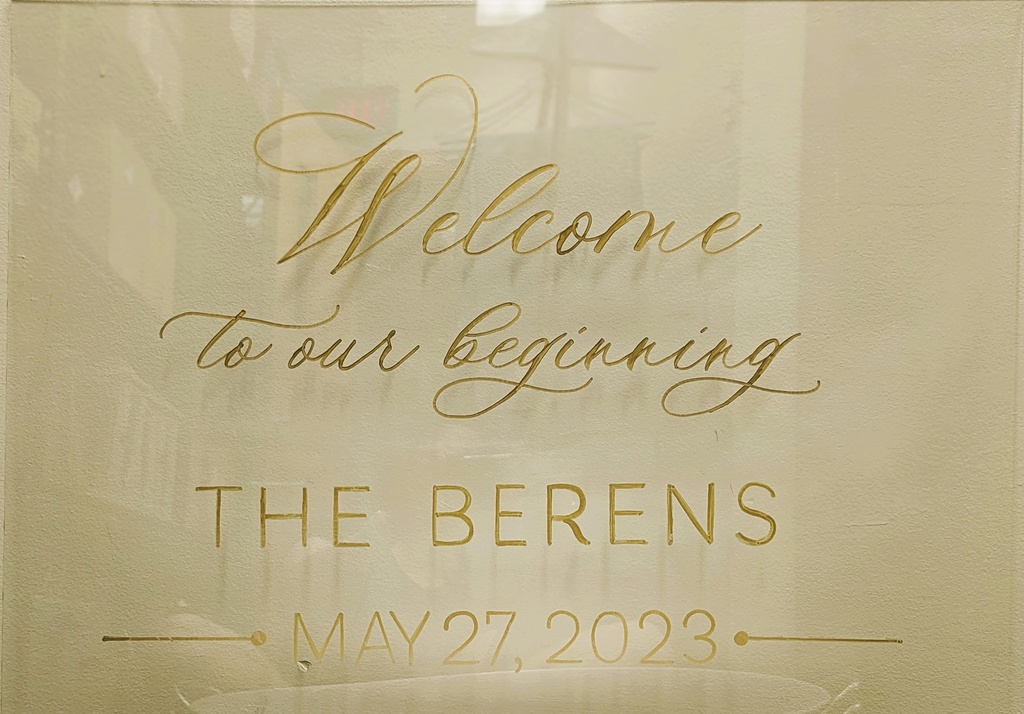 Welcome
to our beginning
THE BERENS
MAY 27, 2023